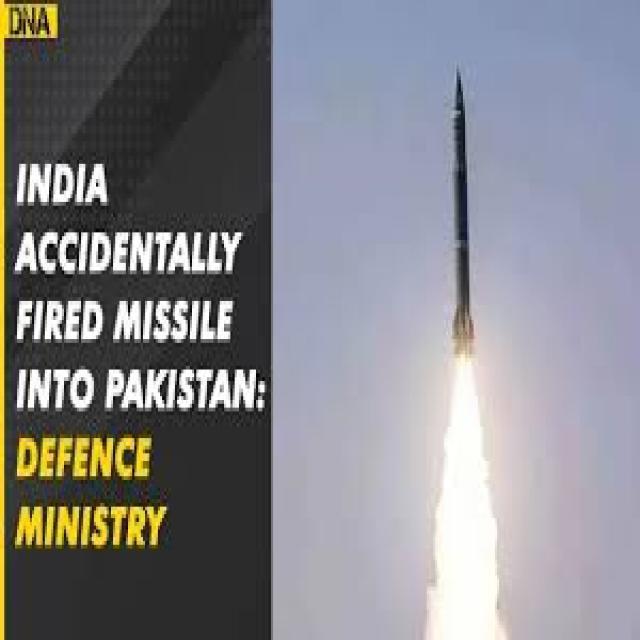 DNA
INDIA
ACCIDENTALLY
FIRED MISSILE
INTO PAKISTAN:
DEFENCE
MINISTRY